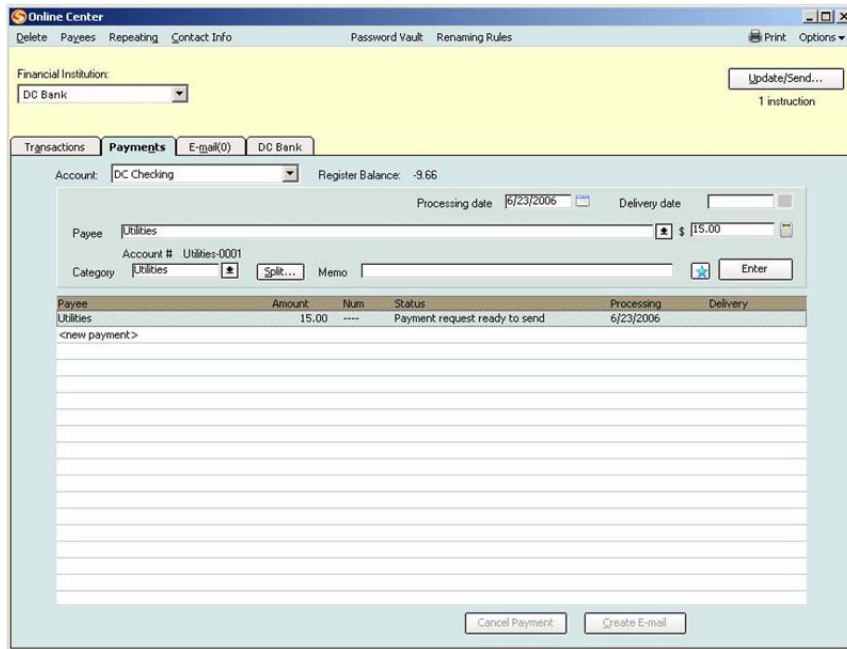 Online Center
Delete Payees Repeating Contact Info Password Vault Renaming Rules Print Options
Financial Institution:
DC Bank
Update/Send...
1 instruction
Transactions Payments E-mail(0) DC Bank
Account: DC Checking Register Balance: -9.66
Processing date 6/23/2006 Delivery date
Payee Utilities $ 15.00
Account # Utilities-0001
Category Utilities Split... Memo Enter
Payee Amount Num Status Processing Delivery
Utilities 15.00 ---- Payment request ready to send 6/23/2006
<new payment>
Cancel Payment Create E-mail